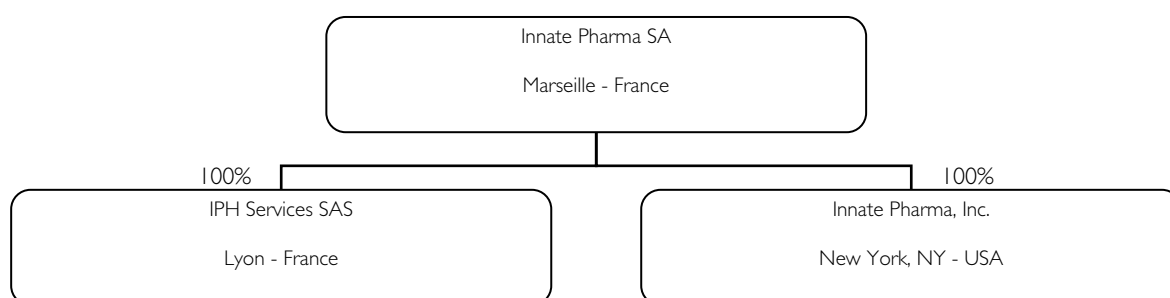 Innate Pharma SA
Marseille - France
100%
100%
IPH Services SAS
Lyon - France
Innate Pharma, Inc.
New York, NY - USA